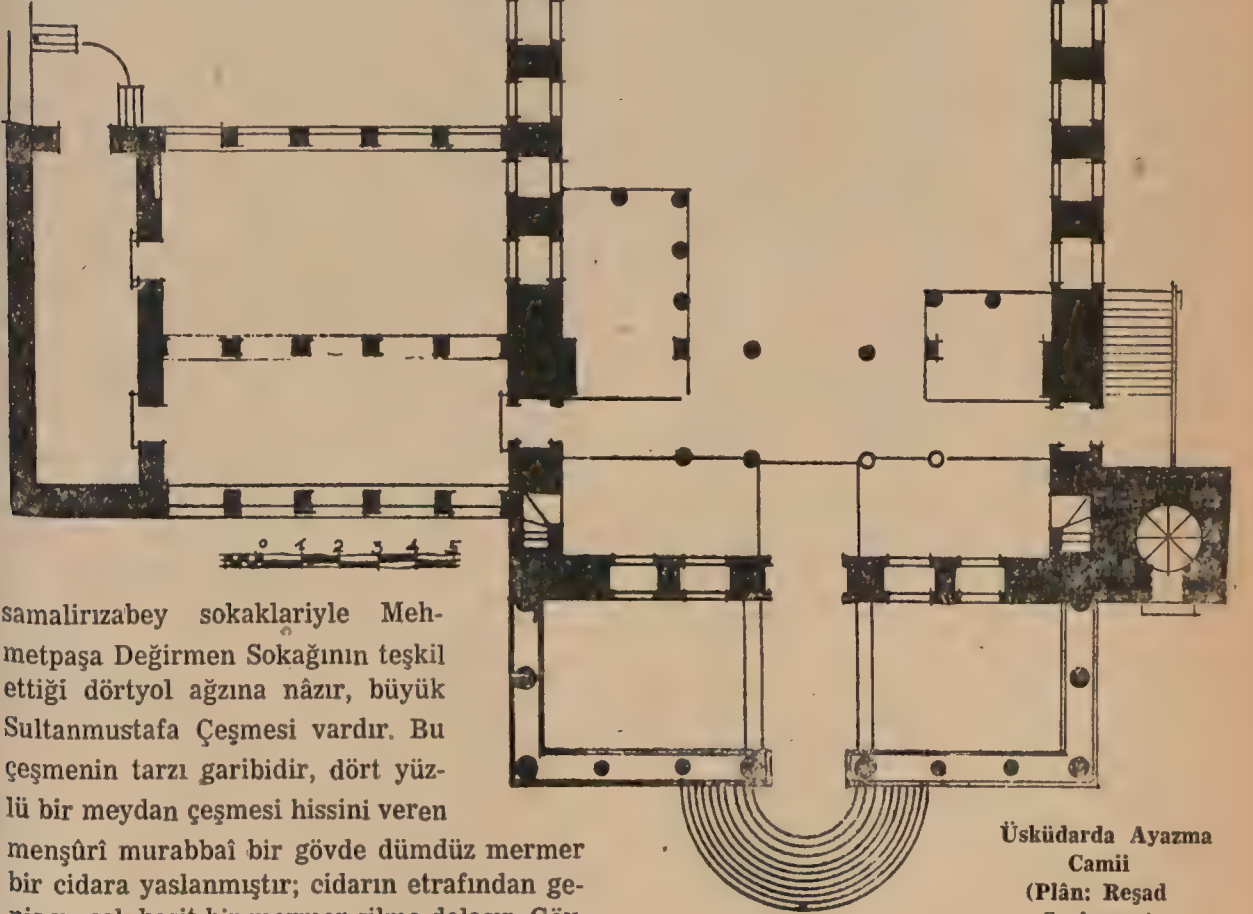 0 1 2 3 4 5
samalirızabey sokaklariyle Meh-
metpaşa Değirmen Sokağının teşkil
ettiği dörtyol ağzına nâzır, büyük
Sultanmustafa Çeşmesi vardır. Bu
çeşmenin tarzı garibidir, dört yüz-
lü bir meydan çeşmesi hissini veren
menşûrî murabbaî bir gövde dümdüz mermer
bir cidara yaslanmıştır; cidarın etrafından ge-
Üsküdarda Ayazma
Camii
(Plân: Reşad